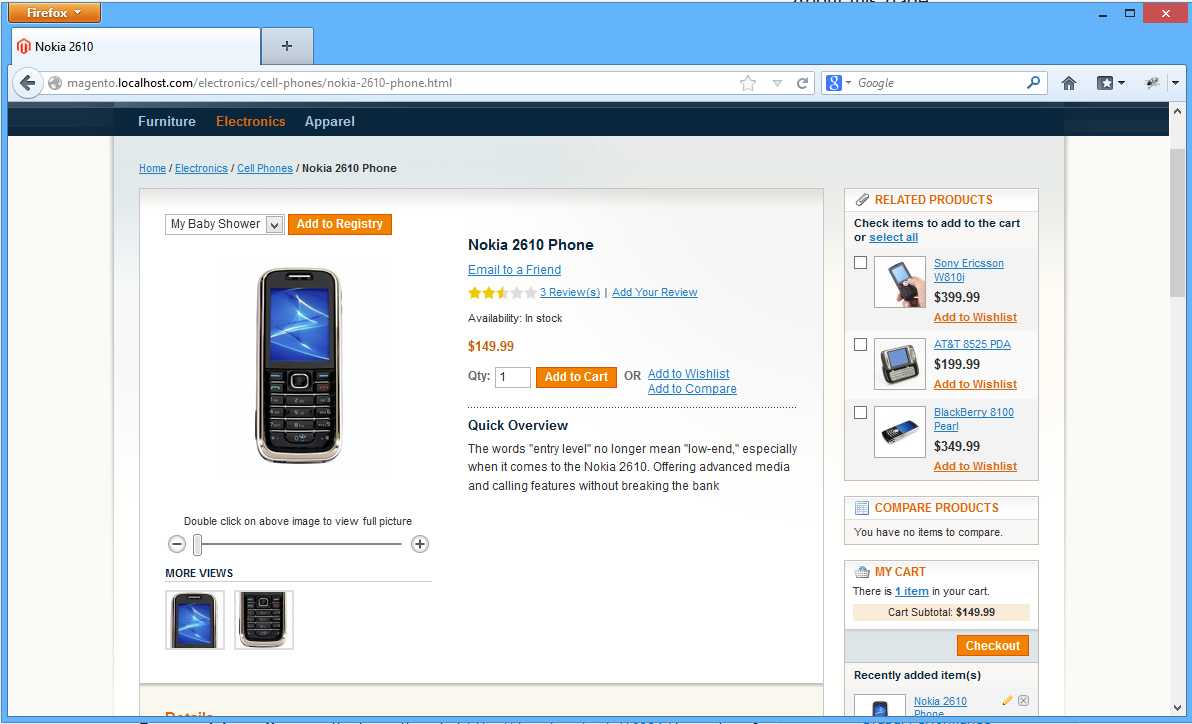 Firefox
Nokia 2610
magento.localhost.com/electronics/cell-phones/nokia-2610-phone.html
Google
Furniture Electronics Apparel
Home / Electronics / Cell Phones / Nokia 2610 Phone
My Baby Shower
Add to Registry
Nokia 2610 Phone
Email to a Friend
3 Review(s) | Add Your Review
Availability: In stock
$149.99
Qty: 1 Add to Cart OR Add to Wishlist
Add to Compare
Quick Overview
The words "entry level" no longer mean "low-end," especially
when it comes to the Nokia 2610. Offering advanced media
and calling features without breaking the bank
Double click on above image to view full picture
MORE VIEWS
Details
RELATED PRODUCTS
Check items to add to the cart
or select all
Sony Ericsson
W810i
$399.99
Add to Wishlist
AT&T 8525 PDA
$199.99
Add to Wishlist
BlackBerry 8100
Pearl
$349.99
Add to Wishlist
COMPARE PRODUCTS
You have no items to compare.
MY CART
There is 1 item in your cart.
Cart Subtotal: $149.99
Checkout
Recently added item(s)
Nokia 2610
Phone